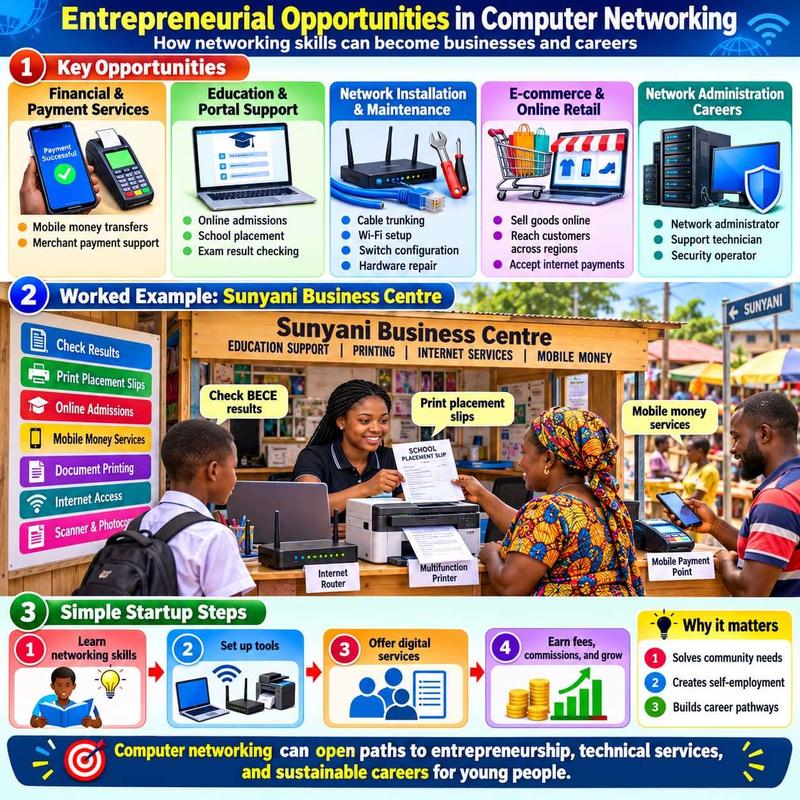 Entrepreneurial Opportunities in Computer Networking
How networking skills can become businesses and careers
1 Key Opportunities
Financial &
Payment Services
Payment
Successful
Mobile money transfers
Merchant payment support
Education &
Portal Support
Online admissions
School placement
Exam result checking
Network Installation
& Maintenance
Cable trunking
Wi-Fi setup
Switch configuration
Hardware repair
E-commerce &
Online Retail
Sell goods online
Reach customers
across regions
Accept internet payments
Network Administration
Careers
Network administrator
Support technician
Security operator
2 Worked Example: Sunyani Business Centre
Sunyani Business Centre
EDUCATION SUPPORT | PRINTING | INTERNET SERVICES | MOBILE MONEY
SUNYANI
Check Results
Print Placement Slips
Online Admissions
Mobile Money Services
Document Printing
Internet Access
Scanner & Photocop
Check BECE
results
Print placement
slips
Mobile money
services
SCHOOL
PLACEMENT SLIP
Internet
Router
Multifunction
Printer
Mobile Payment
Point
3 Simple Startup Steps
1 Learn
networking skills
2 Set up tools
3 Offer digital
services
4 Earn fees,
commissions, and grow
Why it matters
1 Solves community needs
2 Creates self-employment
3 Builds career pathways
Computer networking can open paths to entrepreneurship, technical services,
and sustainable careers for young people.